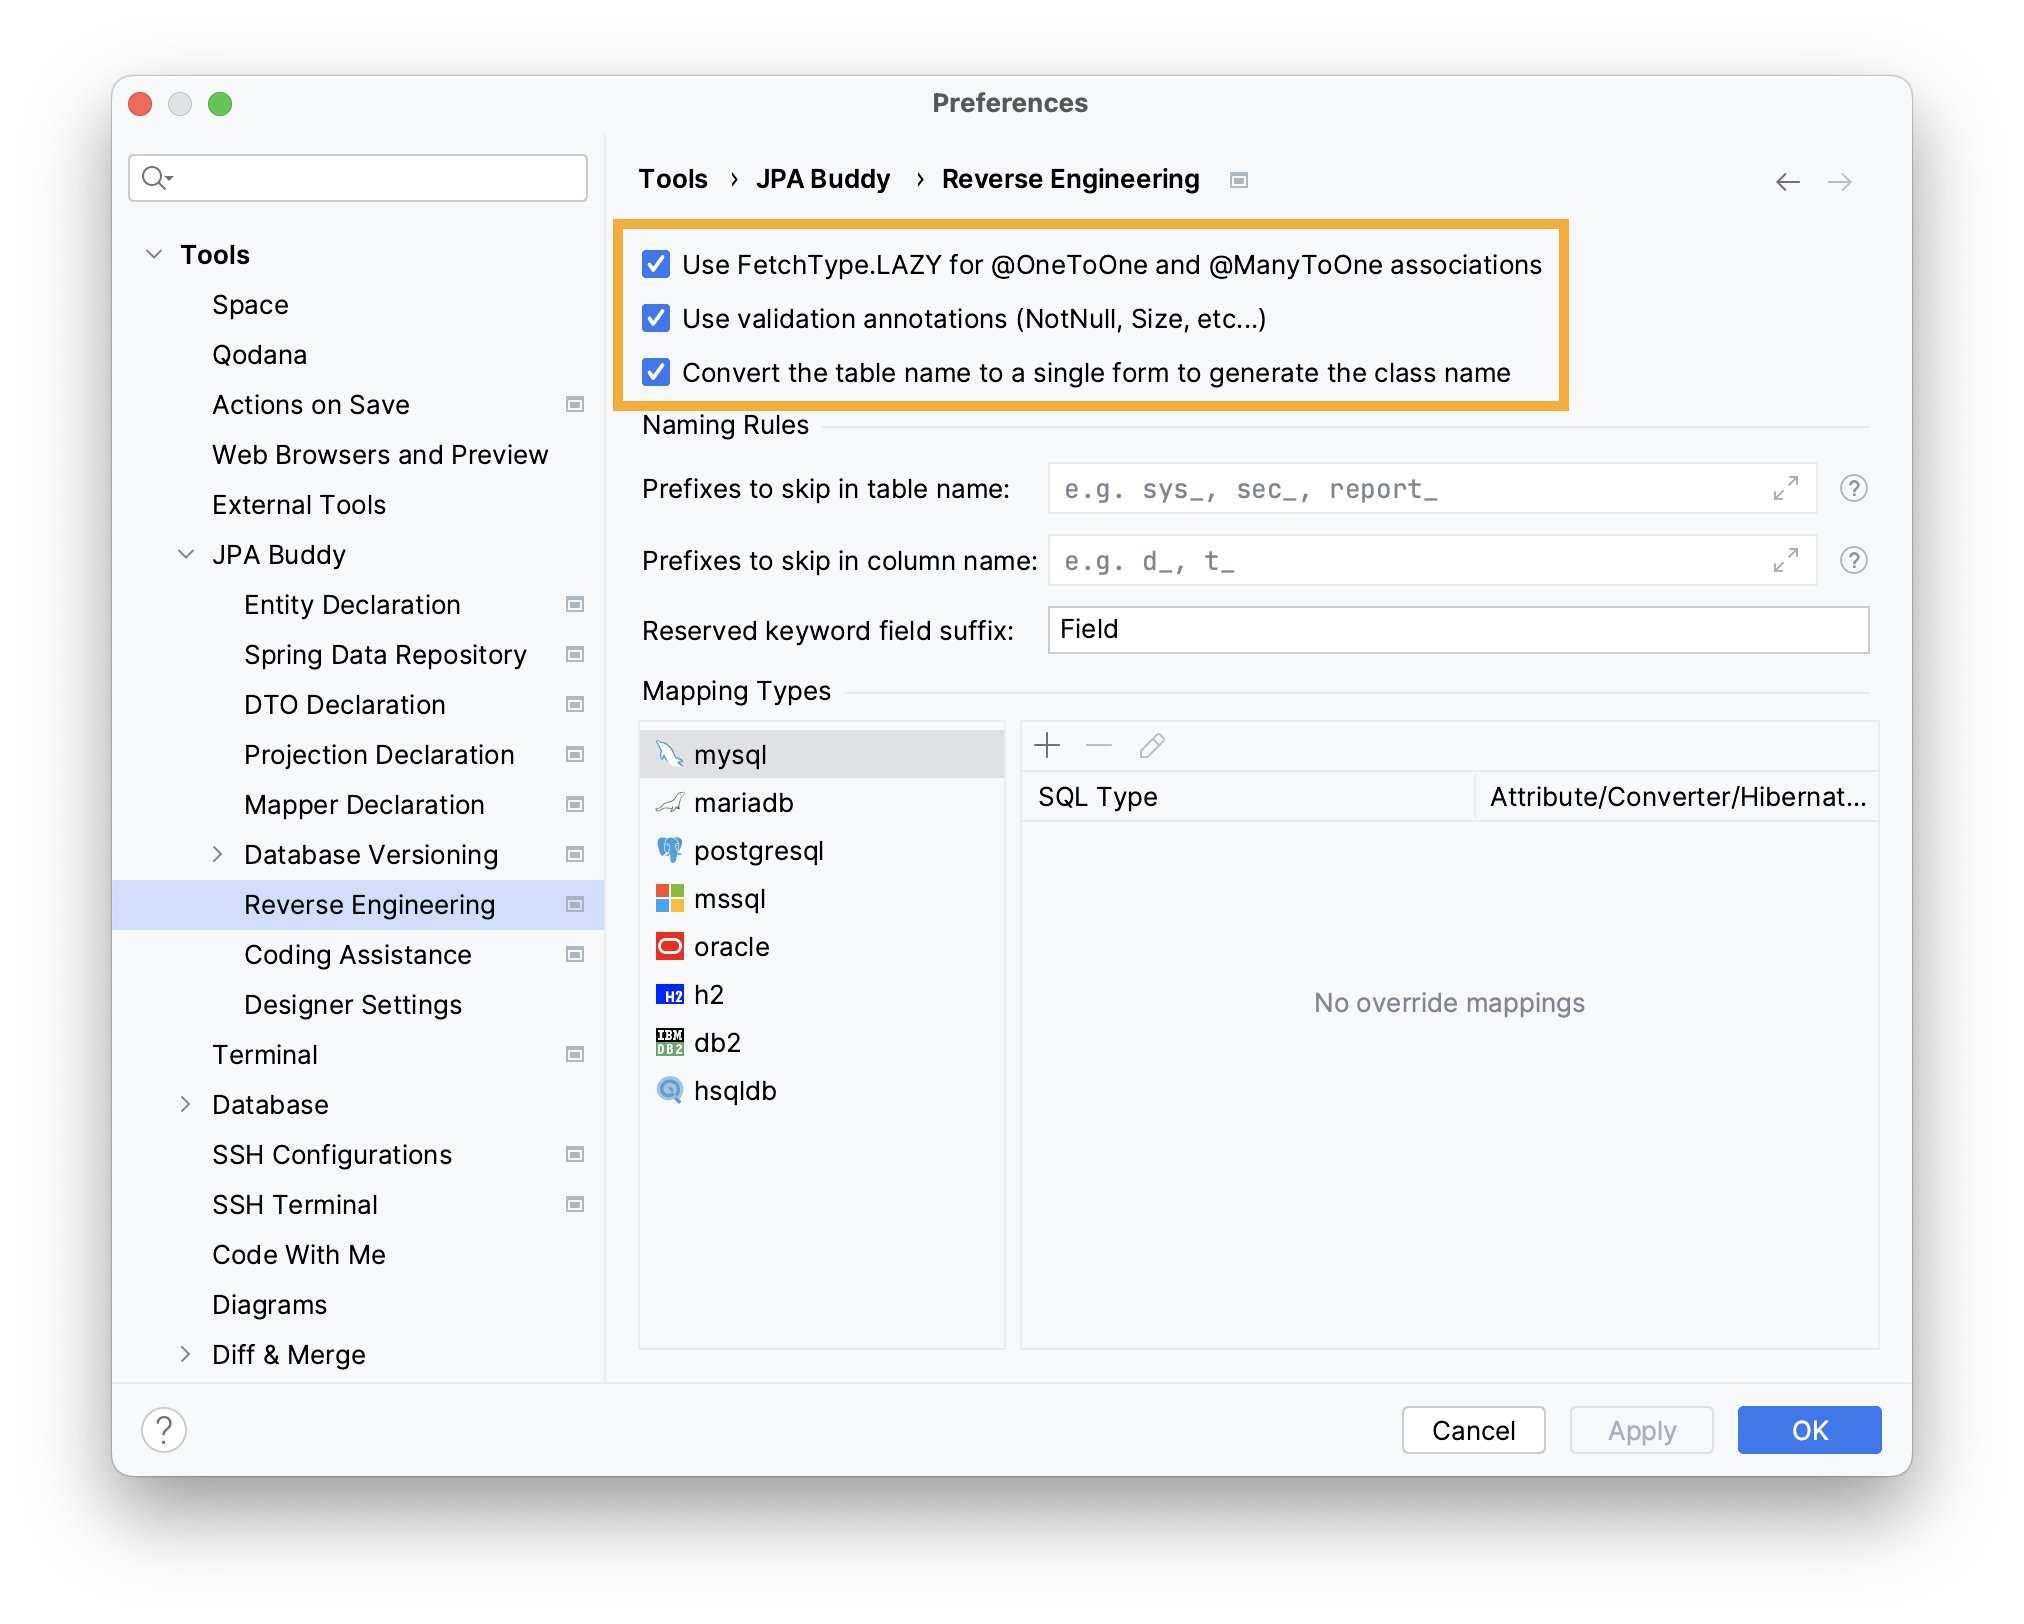 Preferences
Tools
Space
Qodana
Actions on Save
Web Browsers and Preview
External Tools
JPA Buddy
Entity Declaration
Spring Data Repository
DTO Declaration
Projection Declaration
Mapper Declaration
Database Versioning
Reverse Engineering
Coding Assistance
Designer Settings
Terminal
Database
SSH Configurations
SSH Terminal
Code With Me
Diagrams
Diff & Merge
Tools › JPA Buddy › Reverse Engineering
Use FetchType.LAZY for @OneToOne and @ManyToOne associations
Use validation annotations (NotNull, Size, etc...)
Convert the table name to a single form to generate the class name
Naming Rules
Prefixes to skip in table name: e.g. sys_, sec_, report_ ?
Prefixes to skip in column name: e.g. d_, t_ ?
Reserved keyword field suffix: Field
Mapping Types
mysql
mariadb
postgresql
mssql
oracle
H2 h2
IBM DB2 db2
hsqldb
SQL Type Attribute/Converter/Hibernat...
No override mappings
? Cancel Apply OK